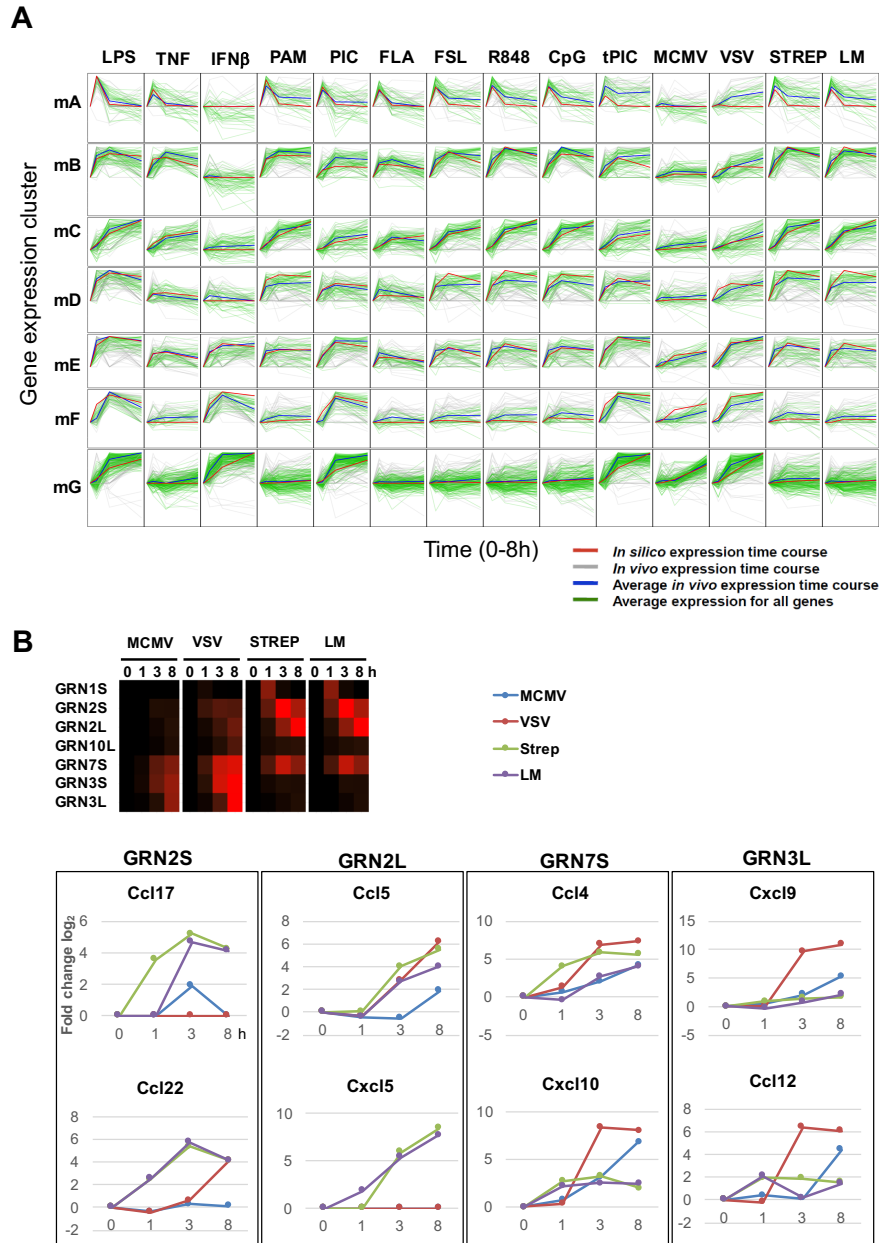 A
LPS TNF IFNβ PAM PIC FLA FSL R848 CpG tPIC MCMV VSV STREP LM
Gene expression cluster
mA
mB
mC
mD
mE
mF
mG
Time (0-8h)
In silico expression time course
In vivo expression time course
Average in vivo expression time course
Average expression for all genes
B
MCMV VSV STREP LM
0 1 3 8 0 1 3 8 0 1 3 8 0 1 3 8 h
GRN1S
GRN2S
GRN2L
GRN10L
GRN7S
GRN3S
GRN3L
MCMV
VSV
Strep
LM
GRN2S GRN2L GRN7S GRN3L
Ccl17
Fold change log2
6
4
2
0
0 1 3 8 h
Ccl5
8
6
4
2
0
-2
0 1 3 8
Ccl4
10
5
0
-5
0 1 3 8
Cxcl9
15
10
5
0
-5
0 1 3 8
Ccl22
8
6
4
2
0
-2
0 1 3 8
Cxcl5
10
5
0
0 1 3 8
Cxcl10
10
5
0
0 1 3 8
Ccl12
8
6
4
2
0
-2
0 1 3 8